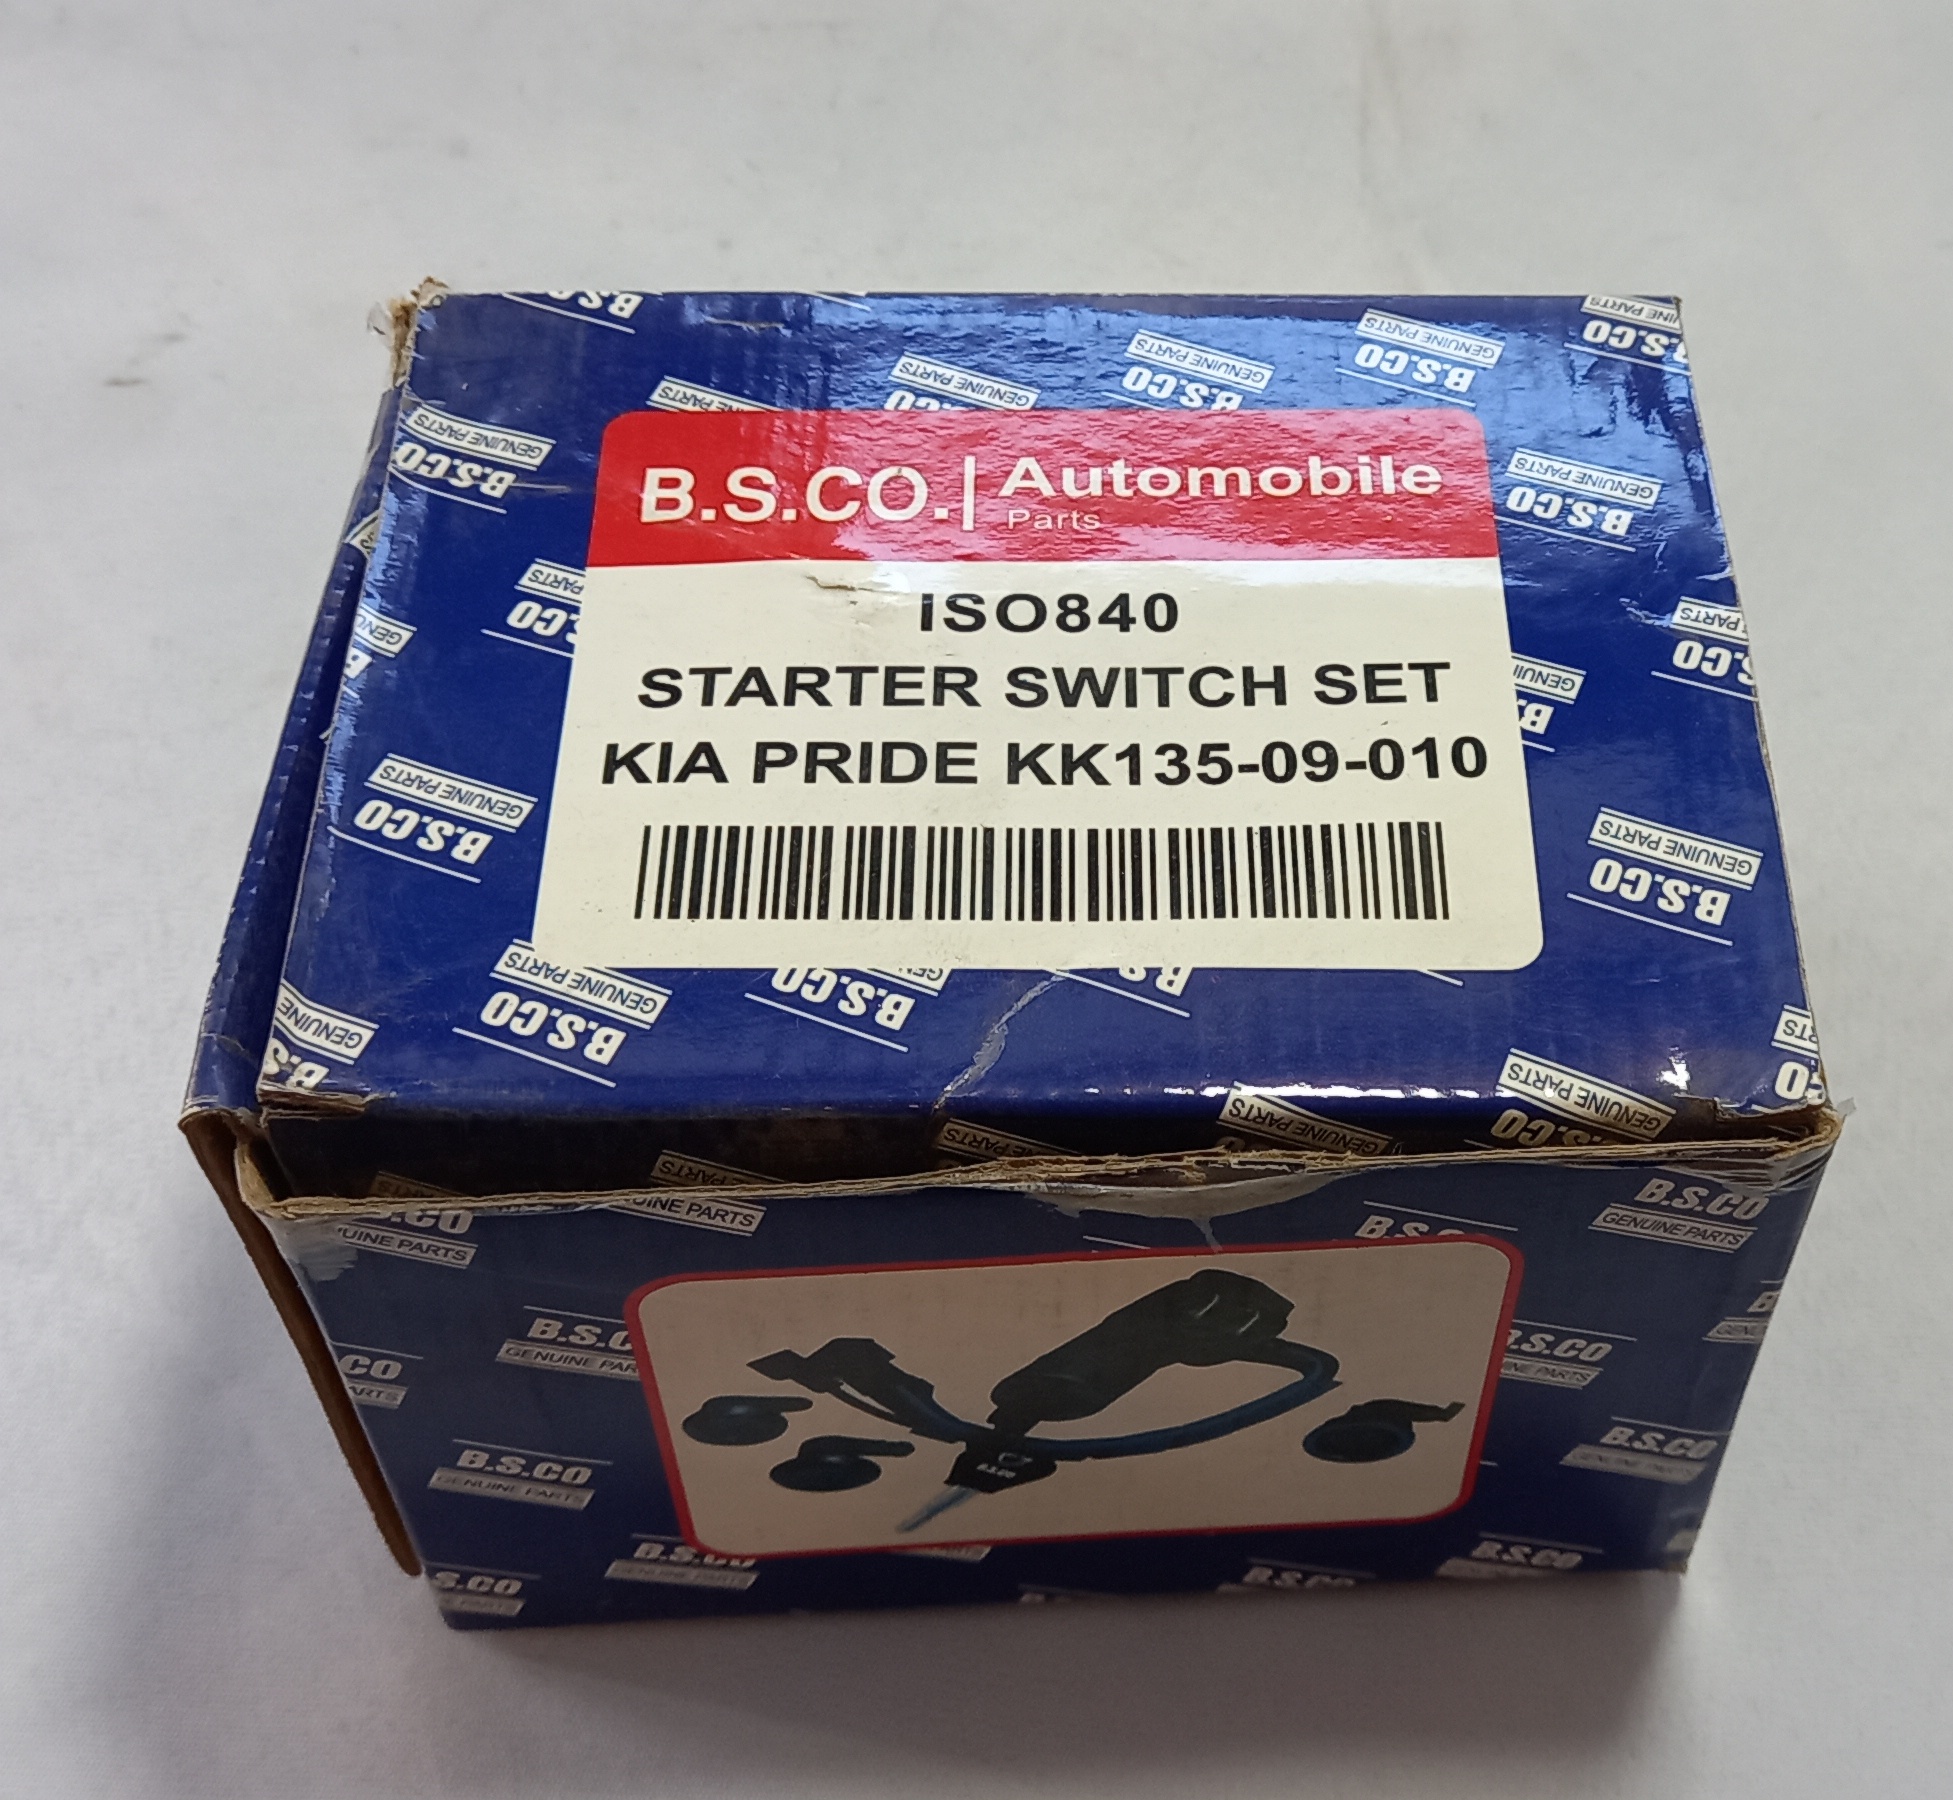 B.S.CO. | Automobile
Parts
ISO840
STARTER SWITCH SET
KIA PRIDE KK135-09-010
B.S.CO
GENUINE PARTS